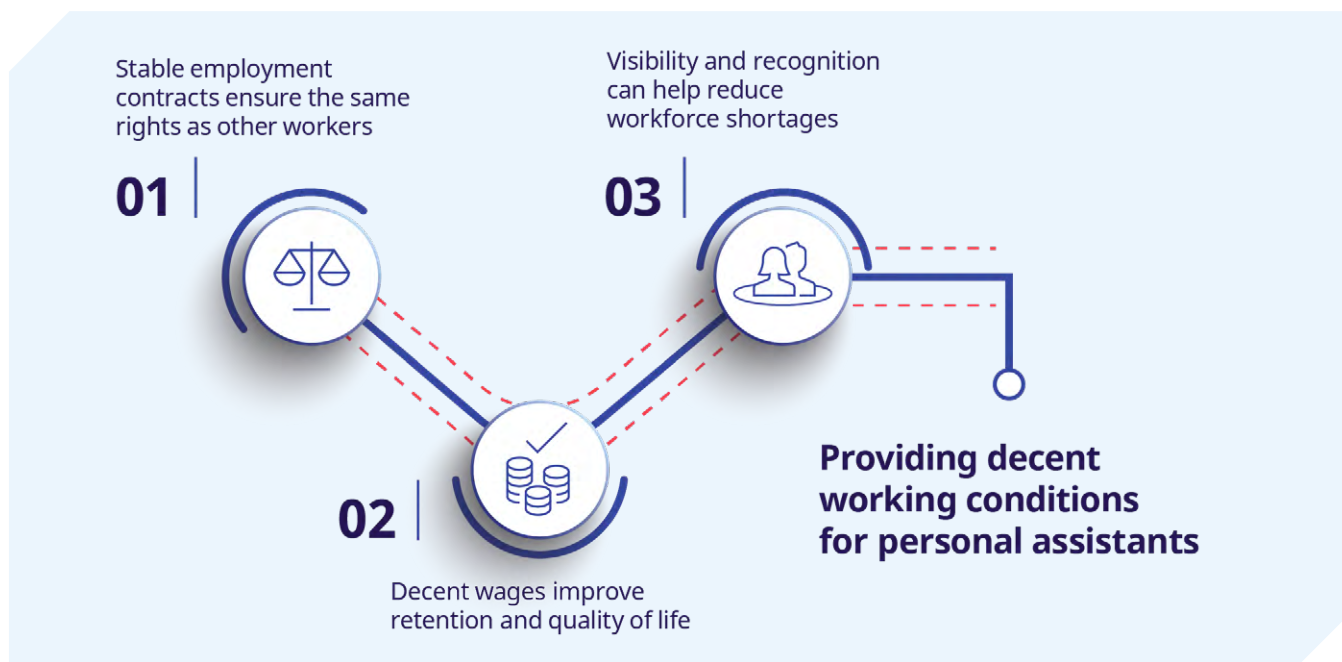 Stable employment
contracts ensure the same
rights as other workers
01
Decent wages improve
retention and quality of life
02
Visibility and recognition
can help reduce
workforce shortages
03
Providing decent
working conditions
for personal assistants